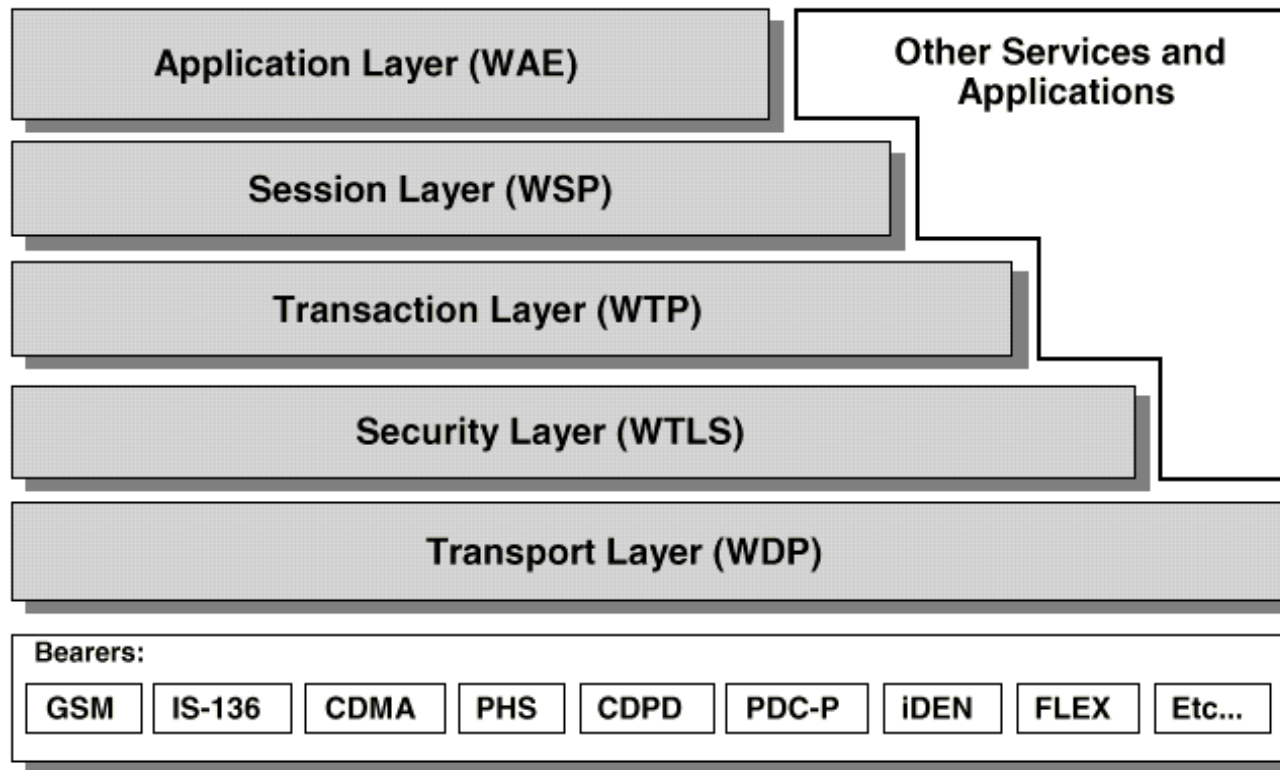 Application Layer (WAE)
Other Services and
Applications
Session Layer (WSP)
Transaction Layer (WTP)
Security Layer (WTLS)
Transport Layer (WDP)
Bearers:
GSM IS-136 CDMA PHS CDPD PDC-P iDEN FLEX Etc...